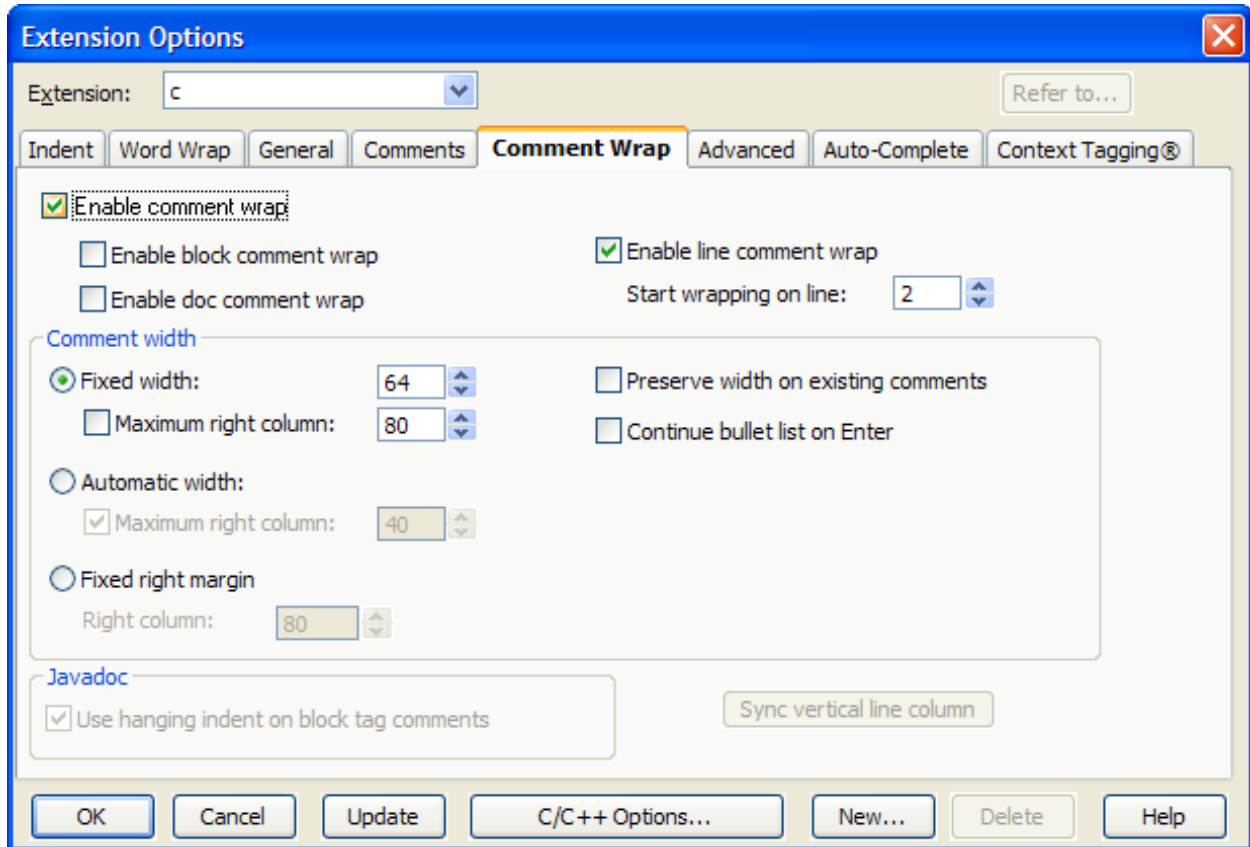 Extension Options
Extension: c Refer to...
Indent Word Wrap General Comments Comment Wrap Advanced Auto-Complete Context Tagging®
Enable comment wrap
Enable block comment wrap Enable line comment wrap
Enable doc comment wrap Start wrapping on line: 2
Comment width
Fixed width: 64 Preserve width on existing comments
Maximum right column: 80 Continue bullet list on Enter
Automatic width:
Maximum right column: 40
Fixed right margin
Right column: 80
Javadoc
Use hanging indent on block tag comments Sync vertical line column
OK Cancel Update C/C++ Options... New... Delete Help